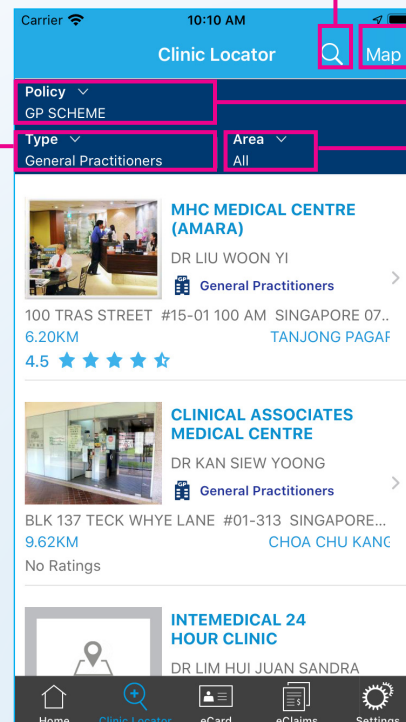 Carrier 10:10 AM
Clinic Locator Map
Policy
GP SCHEME
Type Area
General Practitioners All
MHC MEDICAL CENTRE
(AMARA)
DR LIU WOON YI
GP General Practitioners
100 TRAS STREET #15-01 100 AM SINGAPORE 07..
6.20KM TANJONG PAGAR
4.5
CLINICAL ASSOCIATES
MEDICAL CENTRE
DR KAN SIEW YOONG
GP General Practitioners
BLK 137 TECK WHYE LANE #01-313 SINGAPORE...
9.62KM CHOA CHU KANG
No Ratings
INTEMEDICAL 24
HOUR CLINIC
DR LIM HUI JUAN SANDRA
Home Clinic Locator eCard eClaims Settings